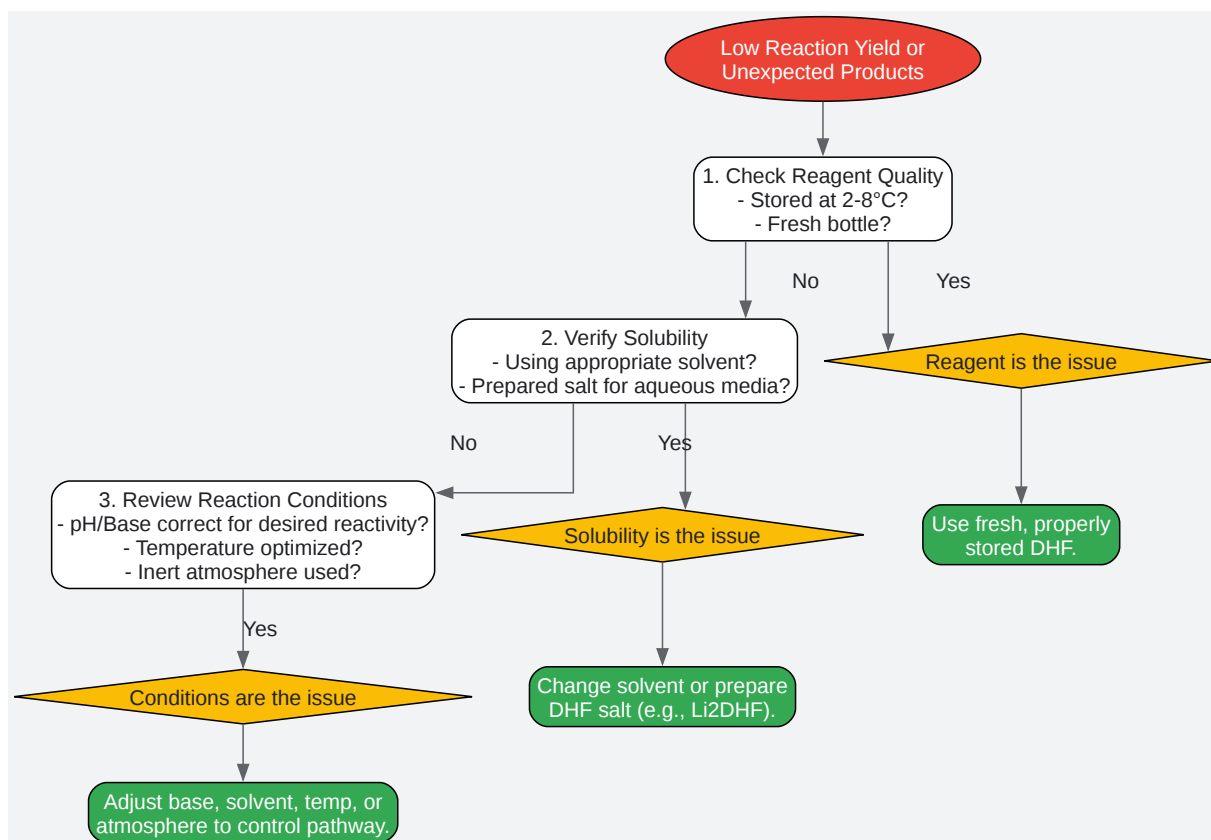 Low Reaction Yield or
Unexpected Products
1. Check Reagent Quality
- Stored at 2-8°C?
- Fresh bottle?
No
Yes
2. Verify Solubility
- Using appropriate solvent?
- Prepared salt for aqueous media?
Reagent is the issue
No
Yes
3. Review Reaction Conditions
- pH/Base correct for desired reactivity?
- Temperature optimized?
- Inert atmosphere used?
Solubility is the issue
Use fresh, properly
stored DHF.
Yes
Conditions are the issue
Change solvent or prepare
DHF salt (e.g., Li2DHF).
Adjust base, solvent, temp, or
atmosphere to control pathway.